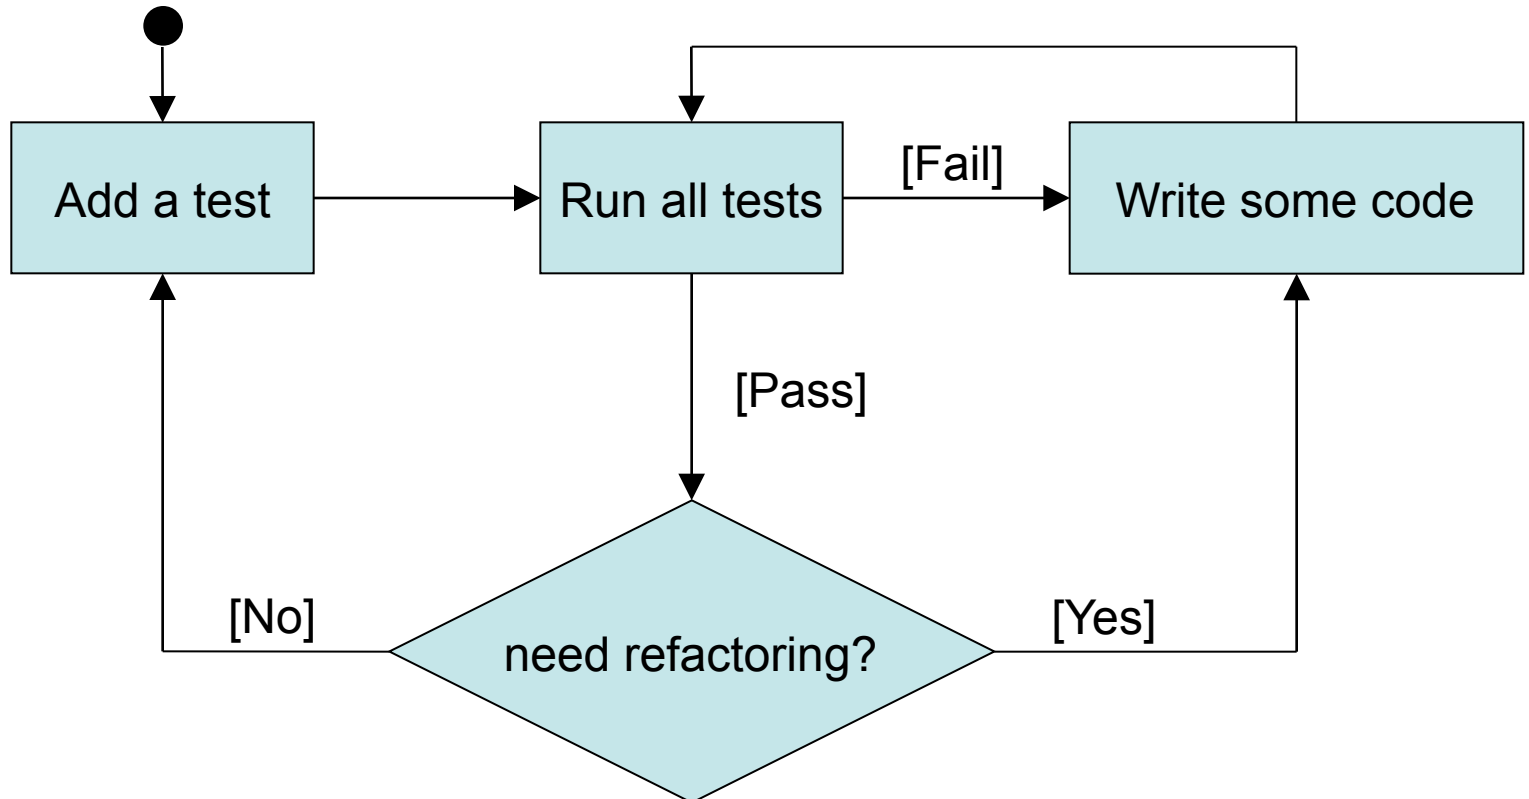 Add a test
Run all tests
[Fail]
Write some code
[Pass]
[No]
need refactoring?
[Yes]